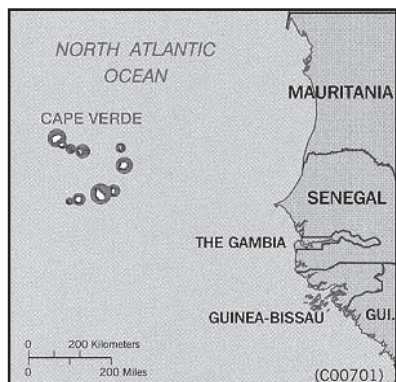 NORTH ATLANTIC
OCEAN
CAPE VERDE
MAURITANIA
SENEGAL
THE GAMBIA
GUINEA-BISSAU
GUI.
0 200 Kilometers
0 200 Miles
(C00701)